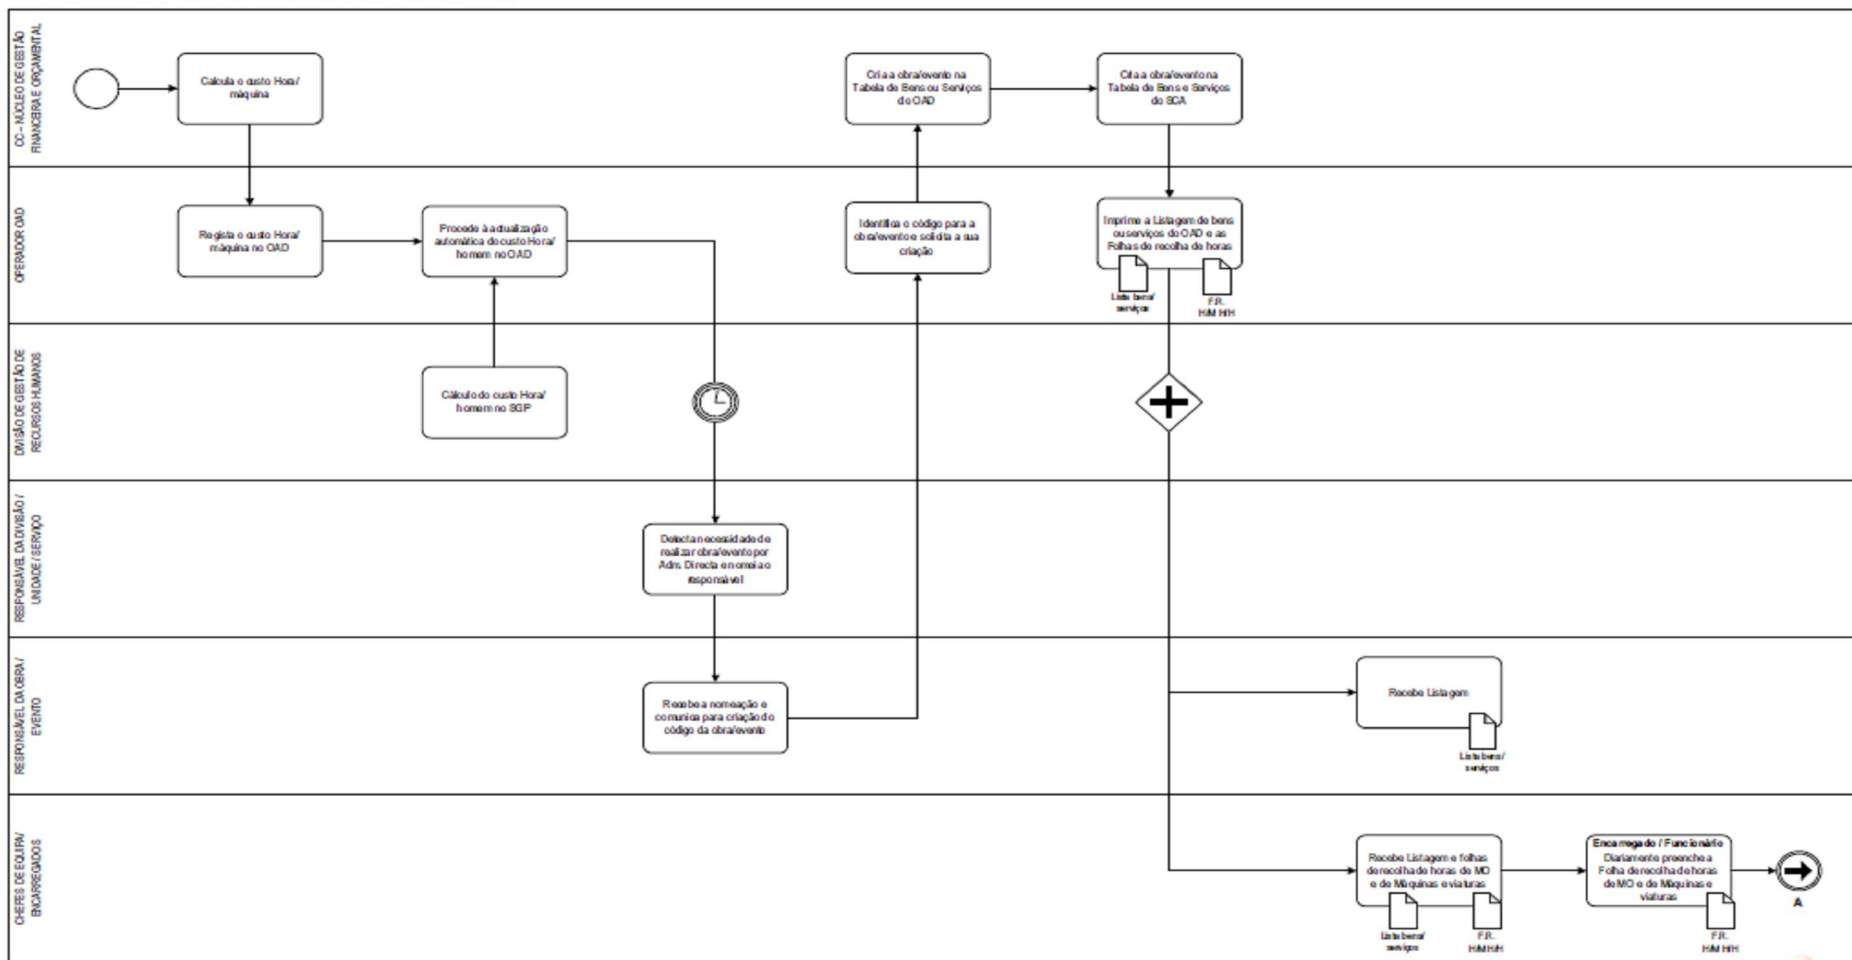 CC – NÚCLEO DE GESTÃO
FINANCEIRA E ORÇAMENTAL
Calcula o custo Hora/
máquina
Cria a obra/evento na
Tabela de Bens ou Serviços
do OAD
Cria a obra/evento na
Tabela de Bens e Serviços
do SCA
OPERADOR OAD
Regista o custo Hora/
máquina no OAD
Procede à actualização
automática do custo Hora/
homem no OAD
Identifica o código para a
obra/evento e solicita a sua
criação
Imprime a Listagem de bens
ou serviços do OAD e as
Folhas de recolha de horas
Lista bens/
serviços
F.R.
H/M H/H
DIVISÃO DE GESTÃO DE
RECURSOS HUMANOS
Cálculo do custo Hora/
homem no SGP
RESPONSÁVEL DA DIVISÃO /
UNIDADE / SERVIÇO
Detecta necessidade de
realizar obra/evento por
Adm. Directa e nomeia o
responsável
RESPONSÁVEL DA OBRA /
EVENTO
Recebe a nomeação e
comunica para criação do
código da obra/evento
Recebe Listagem
Lista bens/
serviços
CHEFES DE EQUIPA/
ENCARREGADOS
Recebe Listagem e folhas
de recolha de horas de MO
e de Máquinas e viaturas
Lista bens/
serviços
F.R.
H/M H/H
Encarregado / Funcionário
Diariamente preenche a
Folha de recolha de horas
de MO e de Máquinas e
viaturas
F.R.
H/M H/H
A